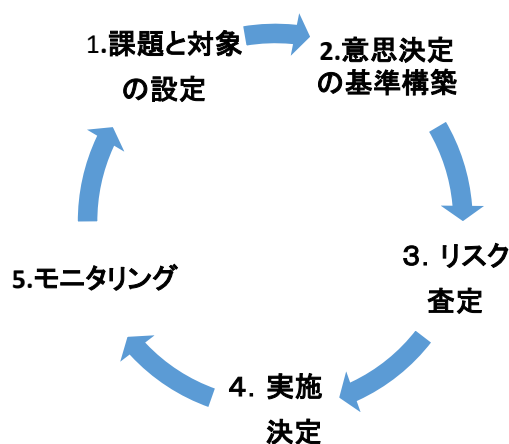 1.課題と対象
の設定
2.意思決定
の基準構築
３．リスク
査定
４．実施
決定
5.モニタリング